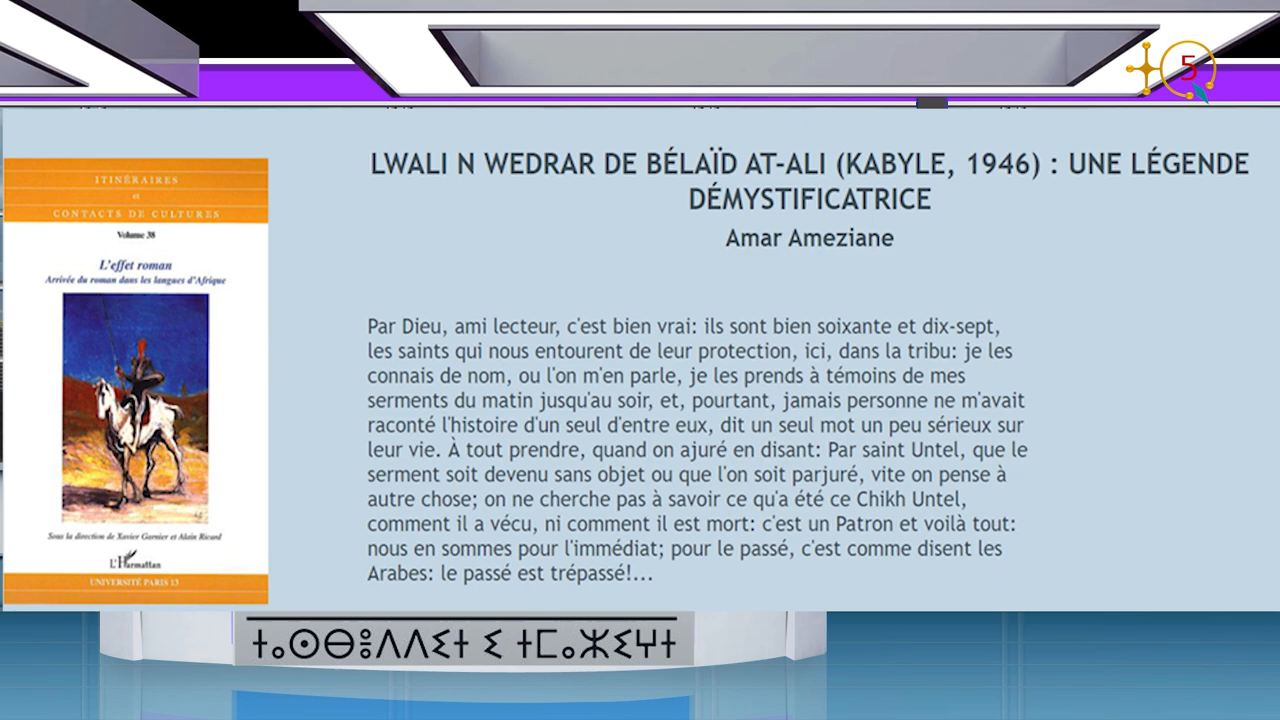 5
LWALI N WEDRAR DE BÉLAÏD AT-ALI (KABYLE, 1946) : UNE LÉGENDE
DÉMYSTIFICATRICE
Amar Ameziane
ITINÉRAIRES
et
CONTACTS DE CULTURES
Volume 38
L'effet roman
Arrivée du roman dans les langues d'Afrique
Sous la direction de Xavier Garnier et Alain Ricard
L'Harmattan
UNIVERSITÉ PARIS 13
Par Dieu, ami lecteur, c'est bien vrai: ils sont bien soixante et dix-sept,
les saints qui nous entourent de leur protection, ici, dans la tribu: je les
connais de nom, ou l'on m'en parle, je les prends à témoins de mes
serments du matin jusqu'au soir, et, pourtant, jamais personne ne m'avait
raconté l'histoire d'un seul d'entre eux, dit un seul mot un peu sérieux sur
leur vie. À tout prendre, quand on ajuré en disant: Par saint Untel, que le
serment soit devenu sans objet ou que l'on soit parjuré, vite on pense à
autre chose; on ne cherche pas à savoir ce qu'a été ce Chikh Untel,
comment il a vécu, ni comment il est mort: c'est un Patron et voilà tout:
nous en sommes pour l'immédiat; pour le passé, c'est comme disent les
Arabes: le passé est trépassé!...
ⵜⴰⵙⴱⵓⴷⴷⵉⵜ ⵉ ⵜⵎⴰⵣⵉⵖⵜ